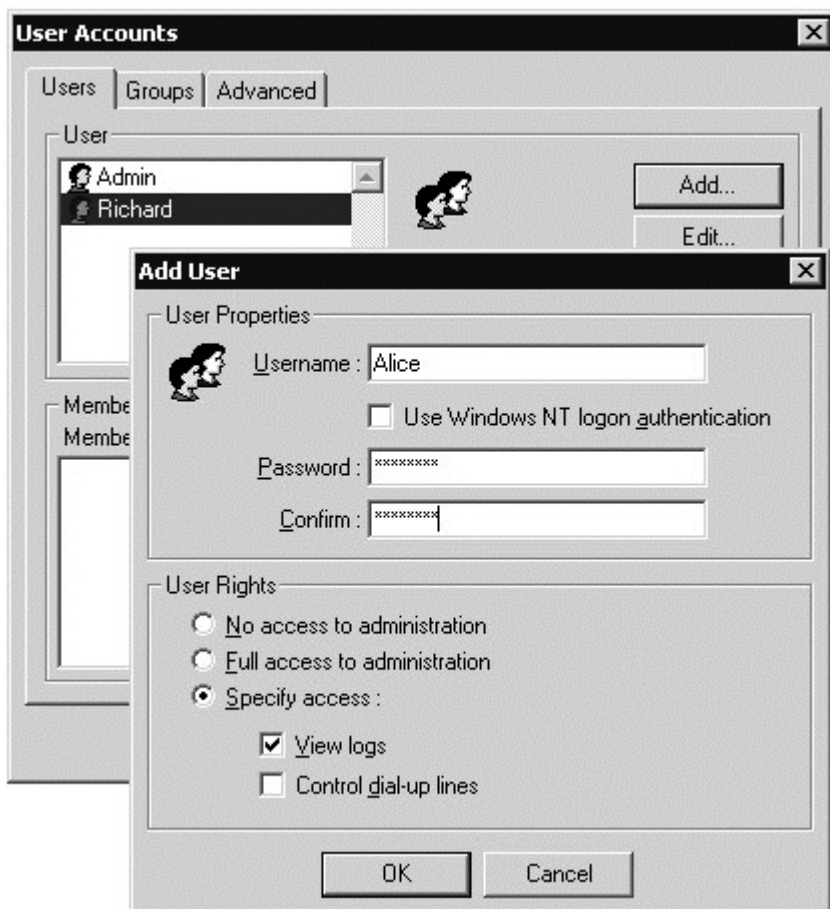 User Accounts
Users Groups Advanced
User
Admin
Richard
Add...
Edit...
Membe
Membe
Add User
User Properties
Username : Alice
Use Windows NT logon authentication
Password : ********
Confirm : ********
User Rights
No access to administration
Full access to administration
Specify access :
View logs
Control dial-up lines
OK Cancel